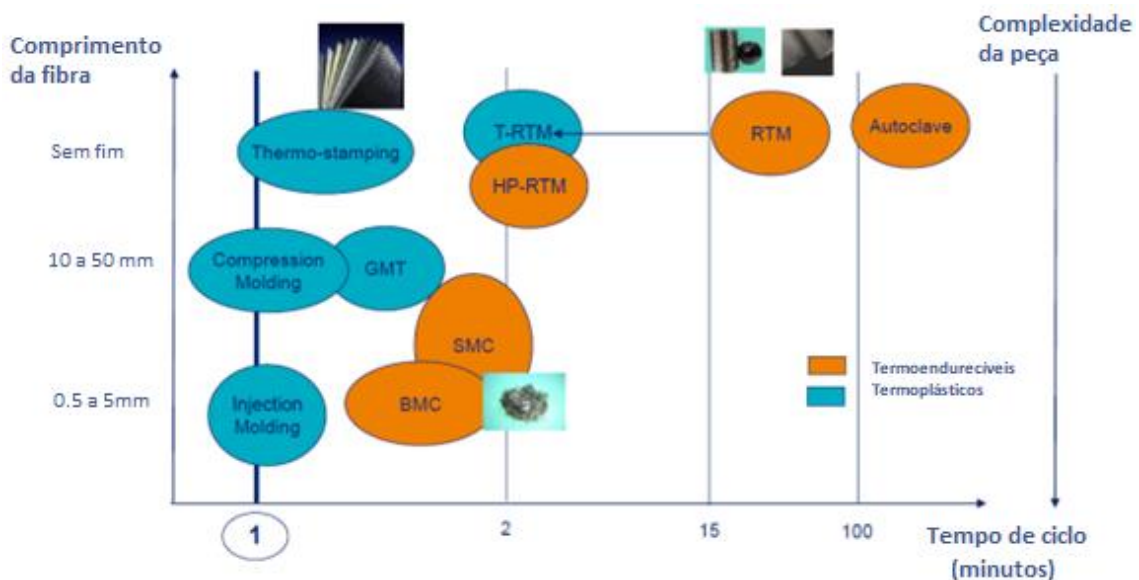 Comprimento
da fibra
Complexidade
da peça
Sem fim
Thermo-stamping
T-RTM
HP-RTM
RTM
Autoclave
10 a 50 mm
Compression
Molding
GMT
SMC
0.5 a 5mm
Injection
Molding
BMC
Termoendurecíveis
Termoplásticos
1
2
15
100
Tempo de ciclo
(minutos)